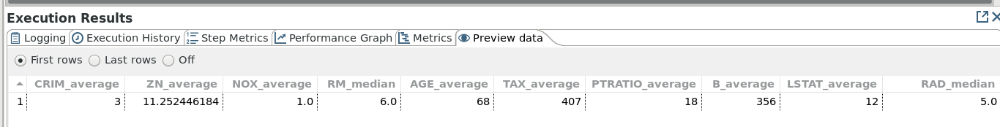 Execution Results
Logging Execution History Step Metrics Performance Graph Metrics Preview data
First rows Last rows Off
CRIM_average ZN_average NOX_average RM_median AGE_average TAX_average PTRATIO_average B_average LSTAT_average RAD_median
1 3 11.252446184 1.0 6.0 68 407 18 356 12 5.0